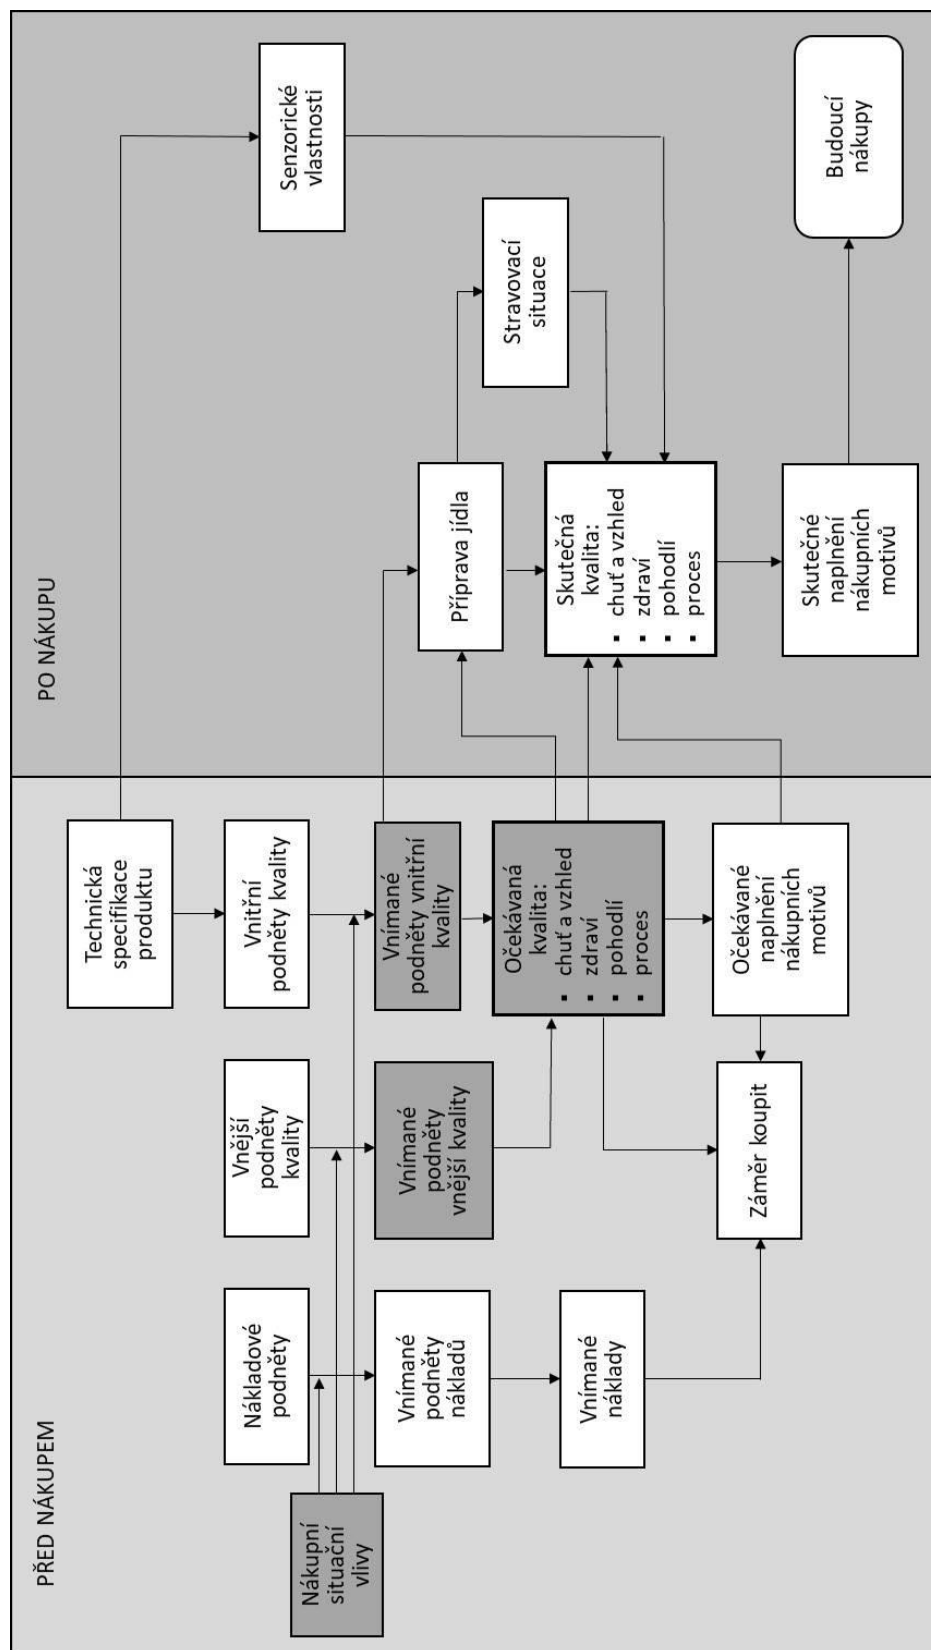 PŘED NÁKUPEM
Nákupní
situační
vlivy
Nákladové
podněty
Vnější
podněty
kvality
Technická
specifikace
produktu
Vnitřní
podněty kvality
Vnímané
podněty
nákladů
Vnímané
podněty
vnější kvality
Vnímané
podněty vnitřní
kvality
Vnímané
náklady
Očekávaná
kvalita:
▪ chuť a vzhled
▪ zdraví
▪ pohodlí
▪ proces
Záměr koupit
Očekávané
naplnění
nákupních
motivů
PO NÁKUPU
Senzorické
vlastnosti
Příprava jídla
Stravovací
situace
Skutečná
kvalita:
▪ chuť a vzhled
▪ zdraví
▪ pohodlí
▪ proces
Skutečné
naplnění
nákupních
motivů
Budoucí
nákupy